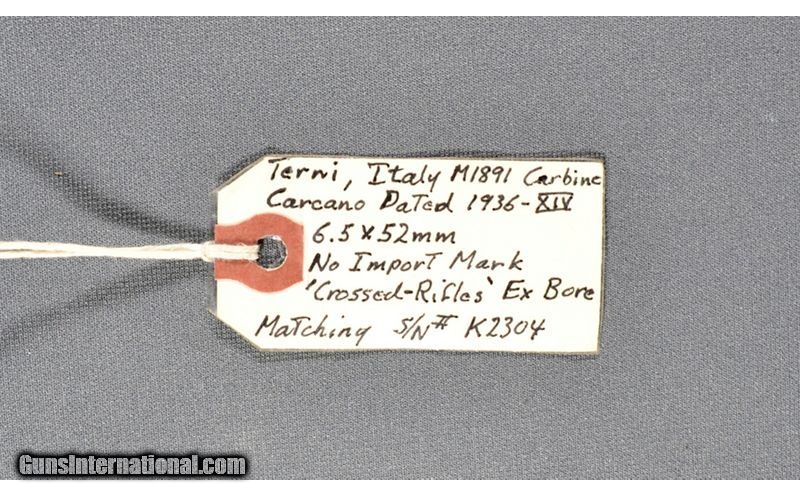 Terni, Italy M1891 Carbine
Carcano Dated 1936-XIV
6.5x52mm
No Import Mark
'Crossed-Rifles' Ex Bore
Matching S/N# K2304
GunsInternational.com